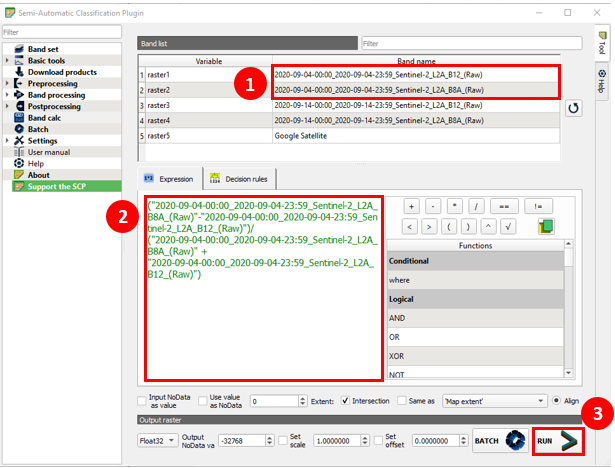 Semi-Automatic Classification Plugin
Filter
Band set
Basic tools
Download products
Preprocessing
Band processing
Postprocessing
Band calc
Batch
Settings
User manual
Help
About
Support the SCP
Band list
Filter
Variable Band name
1 raster1 2020-09-04-00:00_2020-09-04-23:59_Sentinel-2_L2A_B12_(Raw)
2 raster2 2020-09-04-00:00_2020-09-04-23:59_Sentinel-2_L2A_B8A_(Raw)
3 raster3 2020-09-14-00:00_2020-09-14-23:59_Sentinel-2_L2A_B12_(Raw)
4 raster4 2020-09-14-00:00_2020-09-14-23:59_Sentinel-2_L2A_B8A_(Raw)
5 raster5 Google Satellite
1
Tool
Help
Expression
Decision rules
2
("2020-09-04-00:00_2020-09-04-23:59_Sentinel-2_L2A_
B8A_(Raw)"-"2020-09-04-00:00_2020-09-04-23:59_Sen
tinel-2_L2A_B12_(Raw)")/
("2020-09-04-00:00_2020-09-04-23:59_Sentinel-2_L2A_
B8A_(Raw)" +
"2020-09-04-00:00_2020-09-04-23:59_Sentinel-2_L2A_
B12_(Raw)")
+ - * / == !=
< > ( ) ^ √
Functions
Conditional
where
Logical
AND
OR
XOR
NOT
Input NoData
as value
Use value
as NoData
0
Extent:
Intersection
Same as
'Map extent'
Align
3
Output raster
Float32
Output
NoData va
-32768
Set
scale
1.0000000
Set
offset
0.0000000
BATCH
RUN